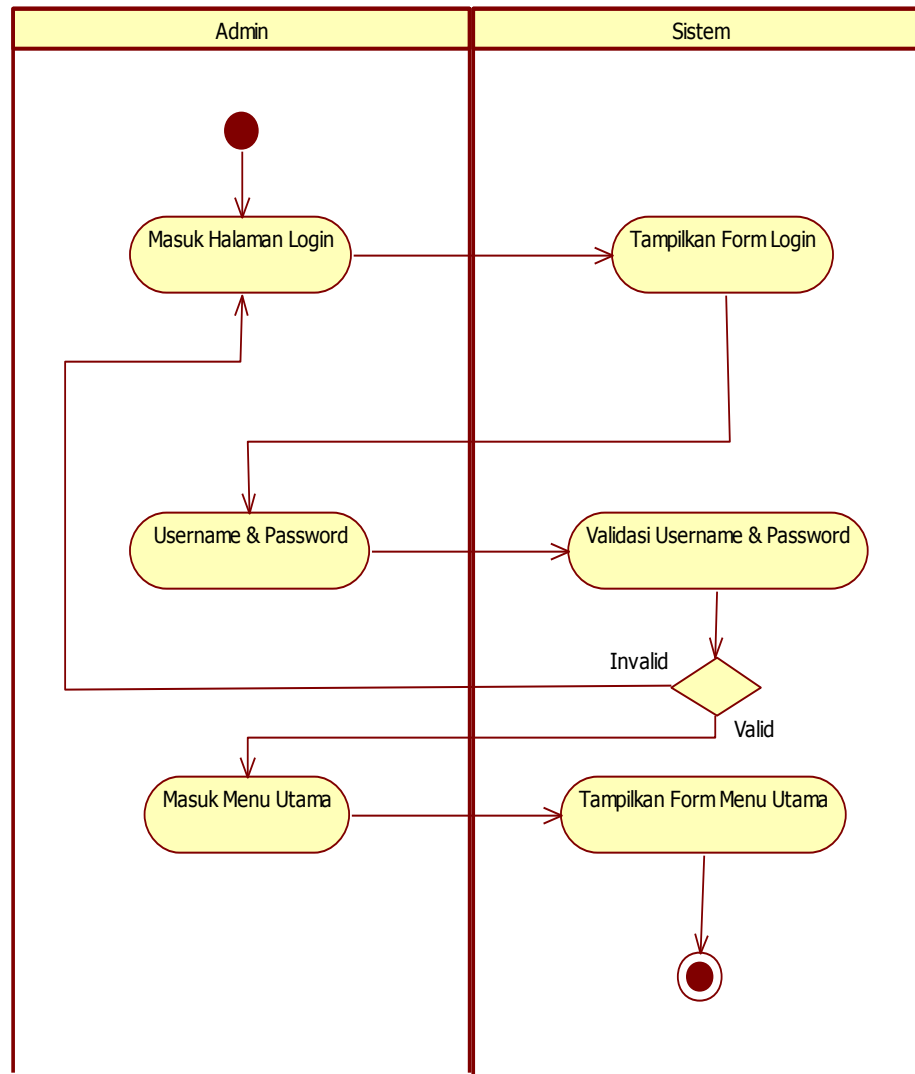 Admin
Sistem
Masuk Halaman Login
Tampilkan Form Login
Username & Password
Validasi Username & Password
Invalid
Valid
Masuk Menu Utama
Tampilkan Form Menu Utama